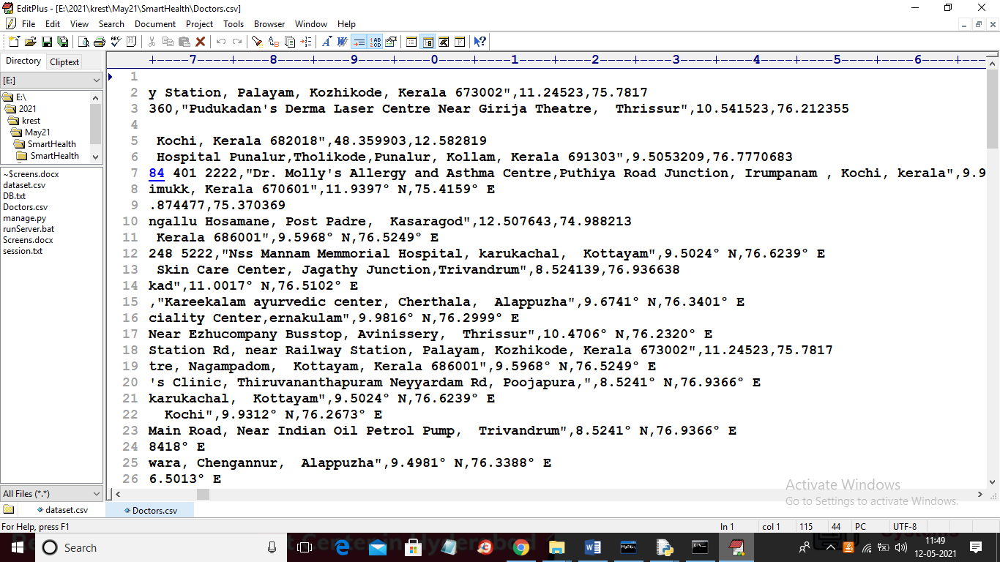 EditPlus - [E:\2021\krest\May21\SmartHealth\Doctors.csv]
File Edit View Search Document Project Tools Browser Window Help
Directory Cliptext
[E:]
E:\
2021
krest
May21
SmartHealth
SmartHealth
~$creens.docx
dataset.csv
DB.txt
Doctors.csv
manage.py
runServer.bat
Screens.docx
session.txt
All Files (*.*)
+----7----+----8----+----9----+----0----+----1----+----2----+----3----+----4----+----5----+----6----+---
1
2 y Station, Palayam, Kozhikode, Kerala 673002",11.24523,75.7817
3 360,"Pudukadan's Derma Laser Centre Near Girija Theatre,  Thrissur",10.541523,76.212355
4
5 Kochi, Kerala 682018",48.359903,12.582819
6 Hospital Punalur,Tholikode,Punalur, Kollam, Kerala 691303",9.5053209,76.7770683
7 84 401 2222,"Dr. Molly's Allergy and Asthma Centre,Puthiya Road Junction, Irumpanam , Kochi, kerala",9.9
8 imukk, Kerala 670601",11.9397° N,75.4159° E
9 .874477,75.370369
10 ngallu Hosamane, Post Padre,  Kasaragod",12.507643,74.988213
11 Kerala 686001",9.5968° N,76.5249° E
12 248 5222,"Nss Mannam Memmorial Hospital, karukachal,  Kottayam",9.5024° N,76.6239° E
13 Skin Care Center, Jagathy Junction,Trivandrum",8.524139,76.936638
14 kad",11.0017° N,76.5102° E
15 ,"Kareekalam ayurvedic center, Cherthala,  Alappuzha",9.6741° N,76.3401° E
16 ciality Center,ernakulam",9.9816° N,76.2999° E
17 Near Ezhucompany Busstop, Avinissery,  Thrissur",10.4706° N,76.2320° E
18 Station Rd, near Railway Station, Palayam, Kozhikode, Kerala 673002",11.24523,75.7817
19 tre, Nagampadom,  Kottayam, Kerala 686001",9.5968° N,76.5249° E
20 's Clinic, Thiruvananthapuram Neyyardam Rd, Poojapura,",8.5241° N,76.9366° E
21 karukachal,  Kottayam",9.5024° N,76.6239° E
22 Kochi",9.9312° N,76.2673° E
23 Main Road, Near Indian Oil Petrol Pump,  Trivandrum",8.5241° N,76.9366° E
24 8418° E
25 wara, Chengannur,  Alappuzha",9.4981° N,76.3388° E
26 6.5013° E
Activate Windows
Go to Settings to activate Windows.
dataset.csv Doctors.csv
For Help, press F1 ln 1 col 1 115 44 PC UTF-8
Search
11:49
12-05-2021